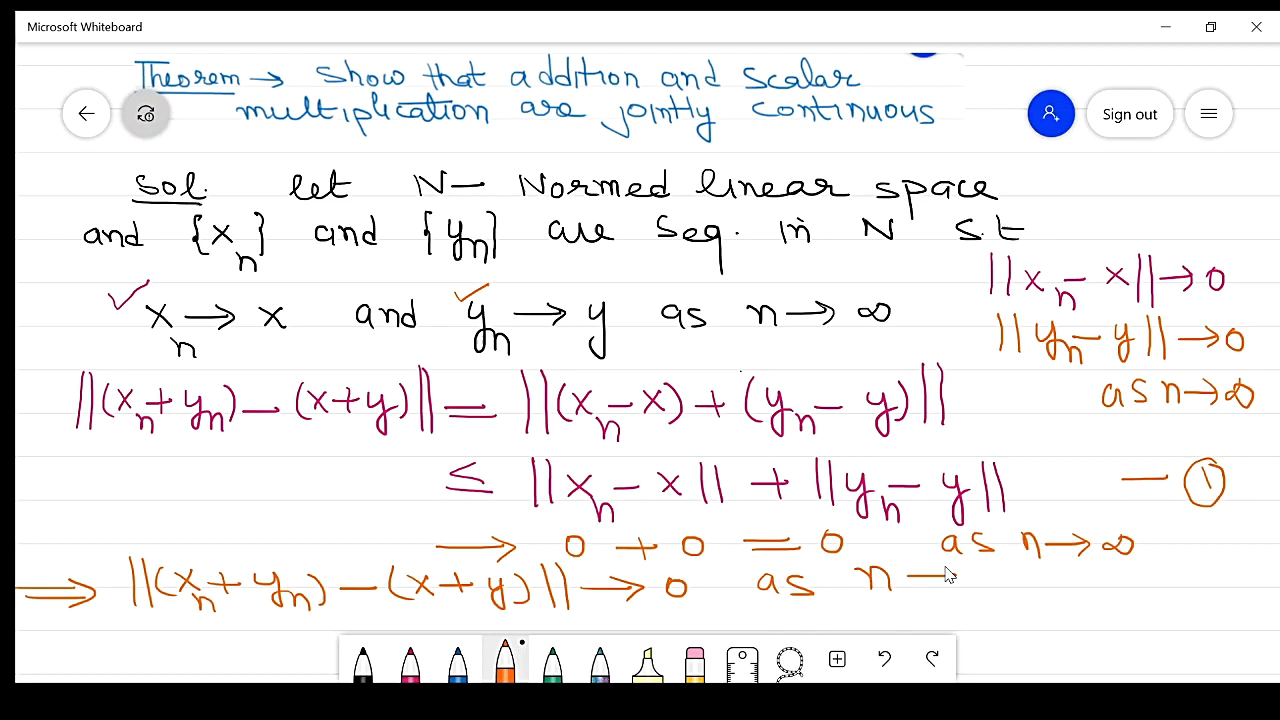 Microsoft Whiteboard
Theorem → Show that addition and scalar
multiplication are jointly continuous
Sign out
Sol. let N — Normed linear space
and {xₙ} and {yₙ} are Seq. in N s.t
xₙ → x and yₙ → y as n → ∞
||xₙ - x|| → 0
||yₙ - y|| → 0
as n → ∞
||(xₙ + yₙ) - (x+y)|| = ||(xₙ - x) + (yₙ - y)||
≤ ||xₙ - x|| + ||yₙ - y|| — ①
→ 0 + 0 = 0 as n → ∞
⇒ ||(xₙ + yₙ) - (x + y)|| → 0 as n —